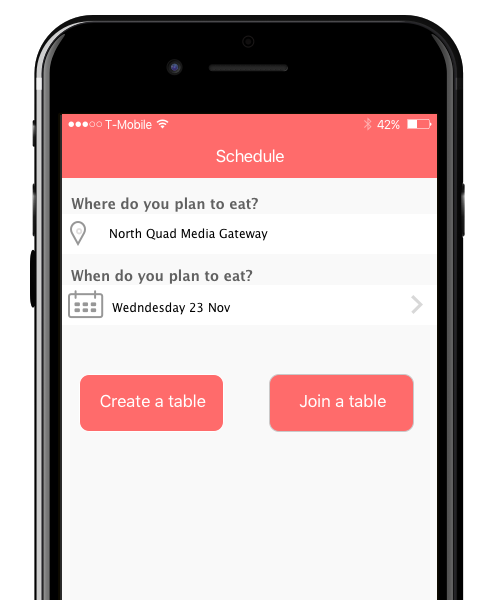 T-Mobile 42%
Schedule
Where do you plan to eat?
North Quad Media Gateway
When do you plan to eat?
Wedndesday 23 Nov
Create a table Join a table